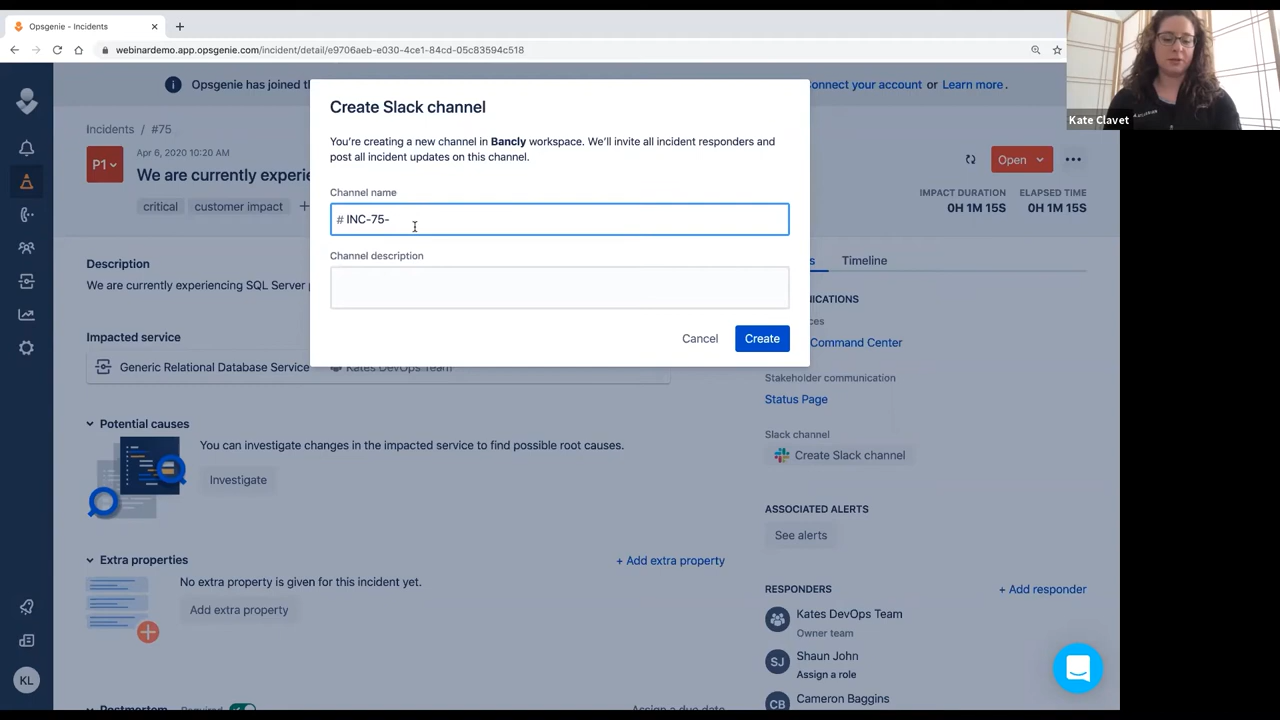 Opsgenie - Incidents
webinardemo.app.opsgenie.com/incident/detail/e9706aeb-e030-4ce1-84cd-05c83594c518
Kate Clavet
Opsgenie has joined
onnect your account or Learn more.
Create Slack channel
You're creating a new channel in Bancly workspace. We'll invite all incident responders and
post all incident updates on this channel.
Channel name
# INC-75-
Channel description
Cancel
Create
Incidents / #75
P1
Apr 6, 2020 10:20 AM
We are currently experie
critical
customer impact
Open
IMPACT DURATION
0H 1M 15S
ELAPSED TIME
0H 1M 15S
Description
We are currently experiencing SQL Server
Impacted service
Generic Relational Database Service
Kates DevOps Team
Potential causes
You can investigate changes in the impacted service to find possible root causes.
Investigate
Extra properties
+ Add extra property
No extra property is given for this incident yet.
Add extra property
Postmortem
Required
Assign a due date
Timeline
NICATIONS
ces
Command Center
Stakeholder communication
Status Page
Slack channel
Create Slack channel
ASSOCIATED ALERTS
See alerts
RESPONDERS
+ Add responder
Kates DevOps Team
Owner team
SJ
Shaun John
Assign a role
CB
Cameron Baggins
KL